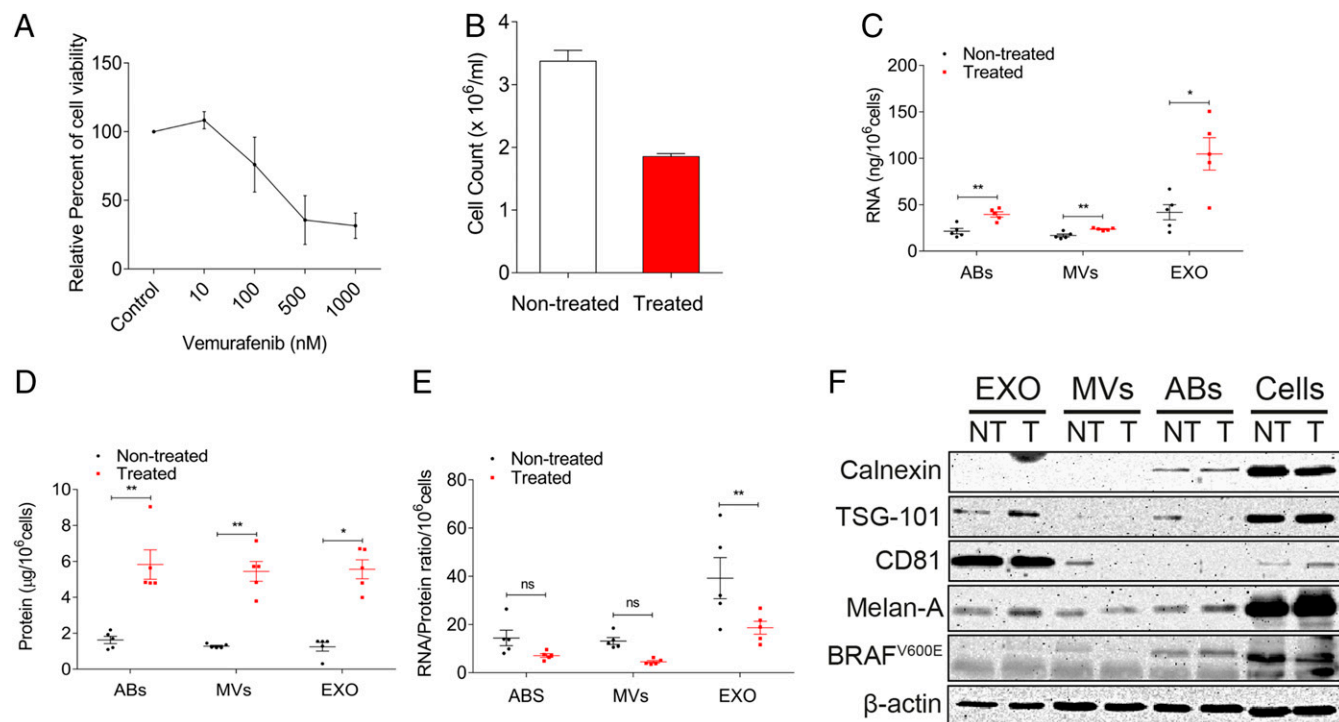 A
150
100
50
0
Relative Percent of cell viability
Control
10
100
500
1000
Vemurafenib (nM)
B
4
3
2
1
0
Cell Count (x 10⁶/ml)
Non-treated
Treated
C
Non-treated
Treated
200
150
100
50
0
RNA (ng/10⁶cells)
**
**
*
ABs
MVs
EXO
D
Non-treated
Treated
10
8
6
4
2
0
Protein (µg/10⁶cells)
**
**
*
ABs
MVs
EXO
E
Non-treated
Treated
80
60
40
20
0
RNA/Protein ratio/10⁶cells
ns
ns
**
ABS
MVs
EXO
F
EXO MVs ABs Cells
NT T NT T NT T NT T
Calnexin
TSG-101
CD81
Melan-A
BRAFV600E
β-actin